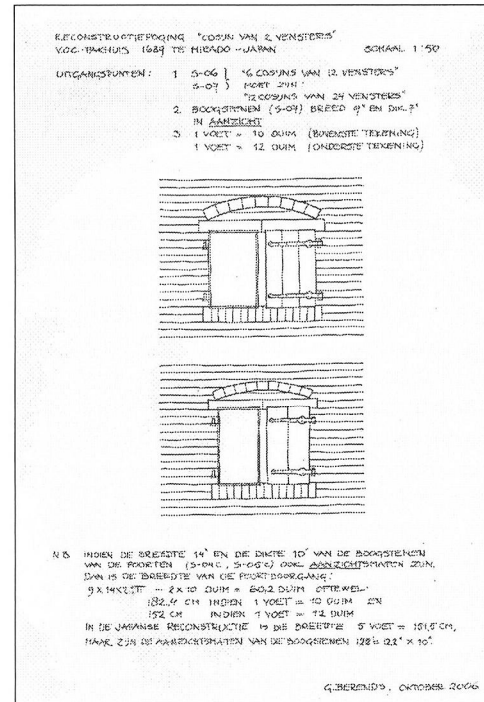 RECONSTRUCTIEPOGING "COSIJN VAN 2 VENSTERS"
V.O.C.-PAKHUIS 1639 TE HIRADO - JAPAN SCHAAL 1:50
UITGANGSPUNTEN: 1. S-06 } "6 COSIJNS VAN 12 VENSTERS"
S-07 } MOET ZIJN:
"12 COSIJNS VAN 24 VENSTERS"
2. BOOGSTENEN (S-07) BREED 9" EN DIK 7"
IN AANZICHT
3. 1 VOET = 10 DUIM (BOVENSTE TEKENING)
1 VOET = 12 DUIM (ONDERSTE TEKENING)
N.B. INDIEN DE BREEDTE 14" EN DE DIKTE 10" VAN DE BOOGSTENEN
VAN DE POORTEN (S-04C, S-05C) OOK AANZICHTSMATEN ZIJN,
DAN IS DE BREEDTE VAN DE POORTDOORGANG:
9 X 14 X 2 - 2 X 10 DUIM = 60,2 DUIM OFTEWEL:
182,4 CM INDIEN 1 VOET = 10 DUIM EN
152 CM INDIEN 1 VOET = 12 DUIM
IN DE JAPANSE RECONSTRUCTIE IS DIE BREEDTE 5 VOET = 151,5 CM,
MAAR ZIJN DE AANZICHTSMATEN VAN DE BOOGSTENEN X 10".
G. BERENDS, OKTOBER 2006